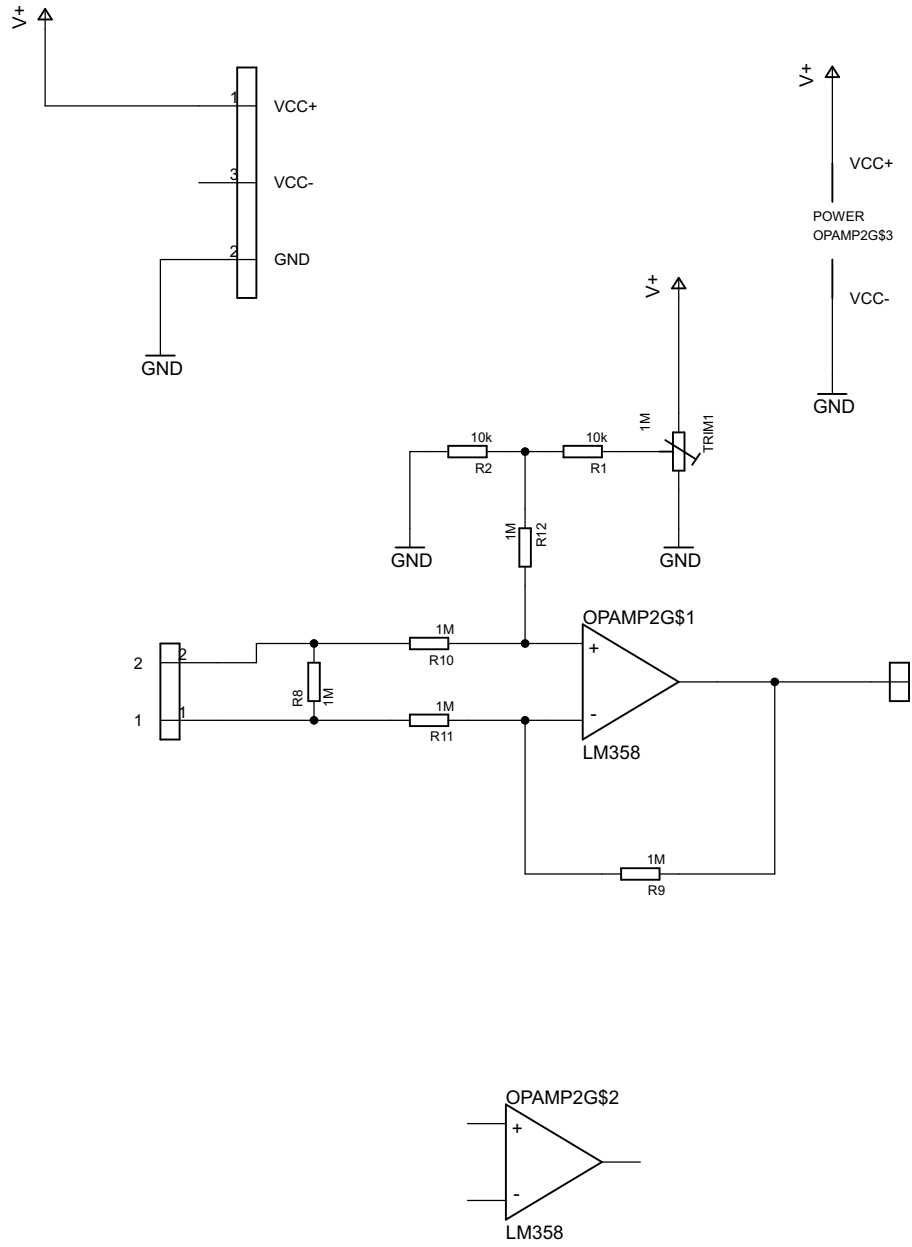 V+
1
VCC+
3
VCC-
2
GND
GND
V+
VCC+
POWER
OPAMP2G$3
VCC-
GND
V+
1M
TRIM1
10k
R2
10k
R1
GND
1M
R12
GND
OPAMP2G$1
+
-
LM358
2
2
1
1
R8
1M
1M
R10
1M
R11
1M
R9
OPAMP2G$2
+
-
LM358